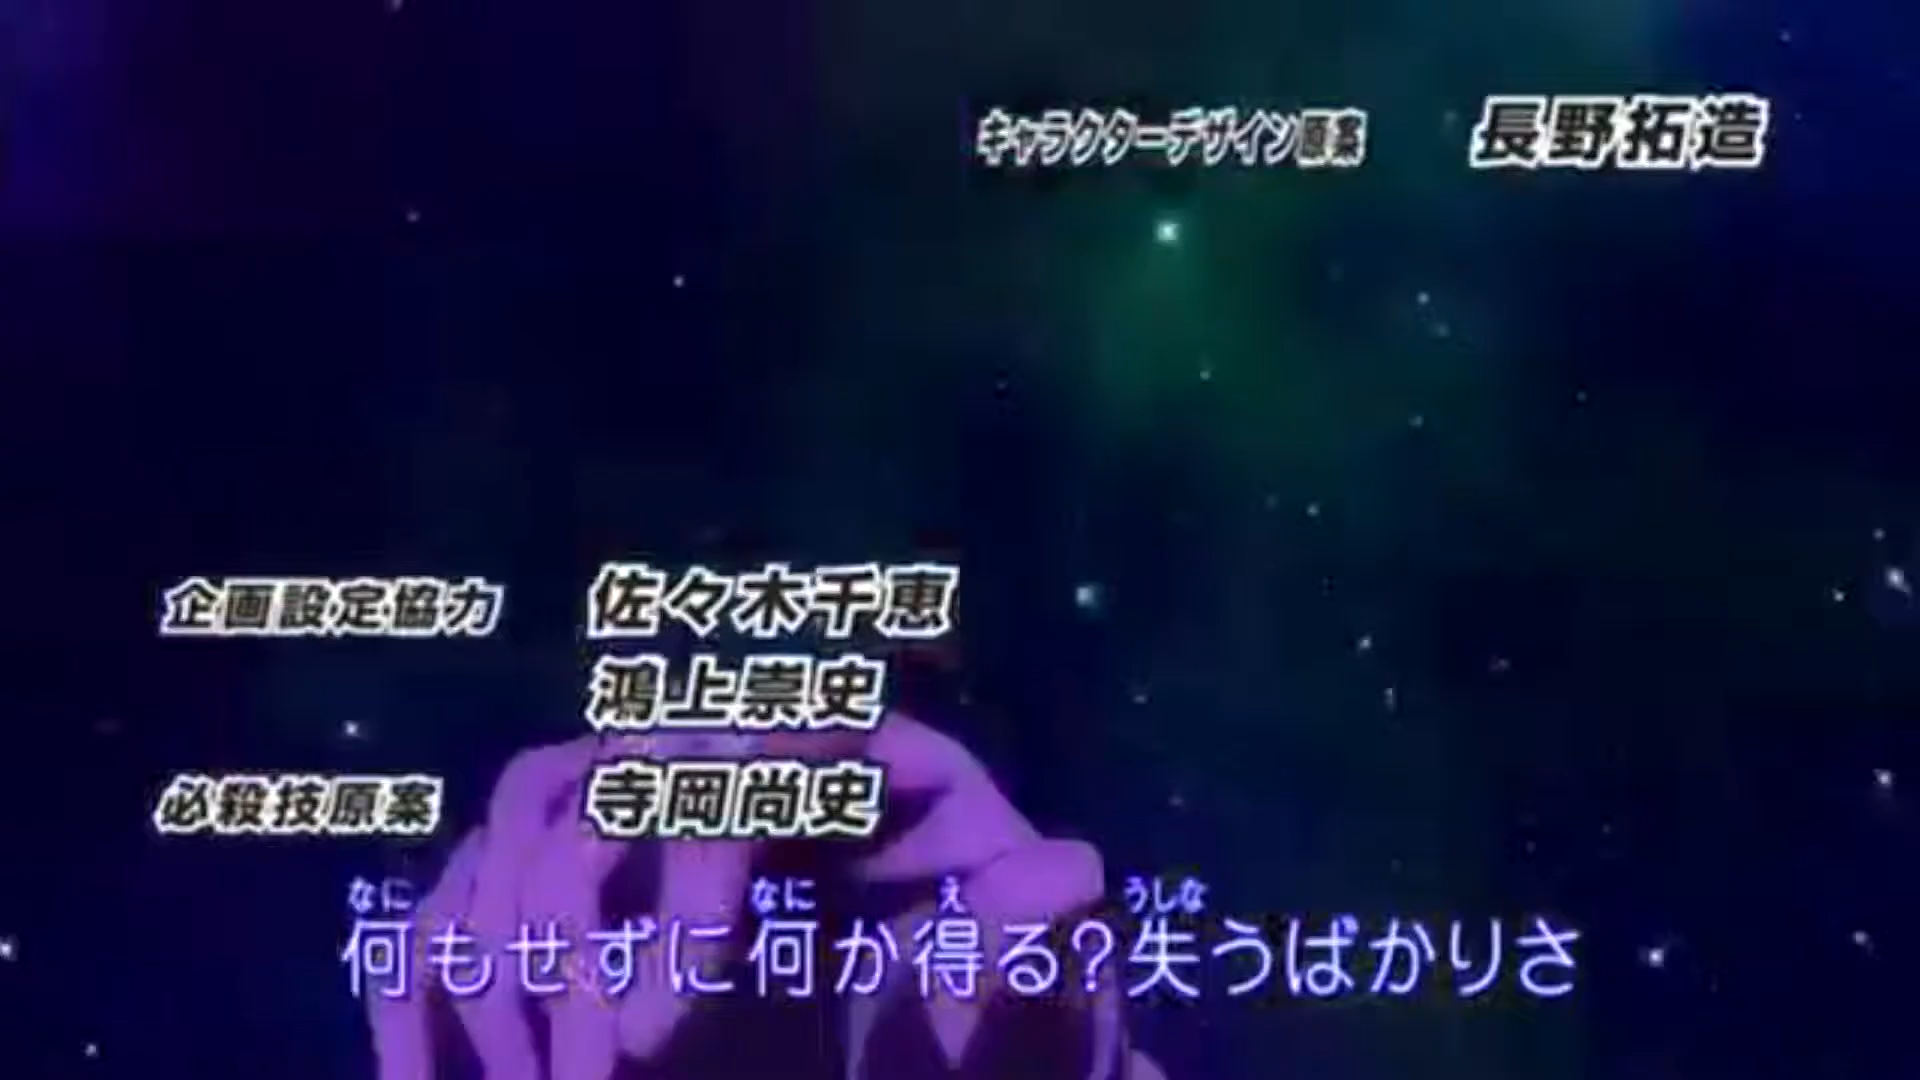 キャラクターデザイン原案 長野拓造
企画設定協力 佐々木千恵
鴻上崇史
必殺技原案 寺岡尚史
なに なに え うしな
何もせずに何か得る?失うばかりさ